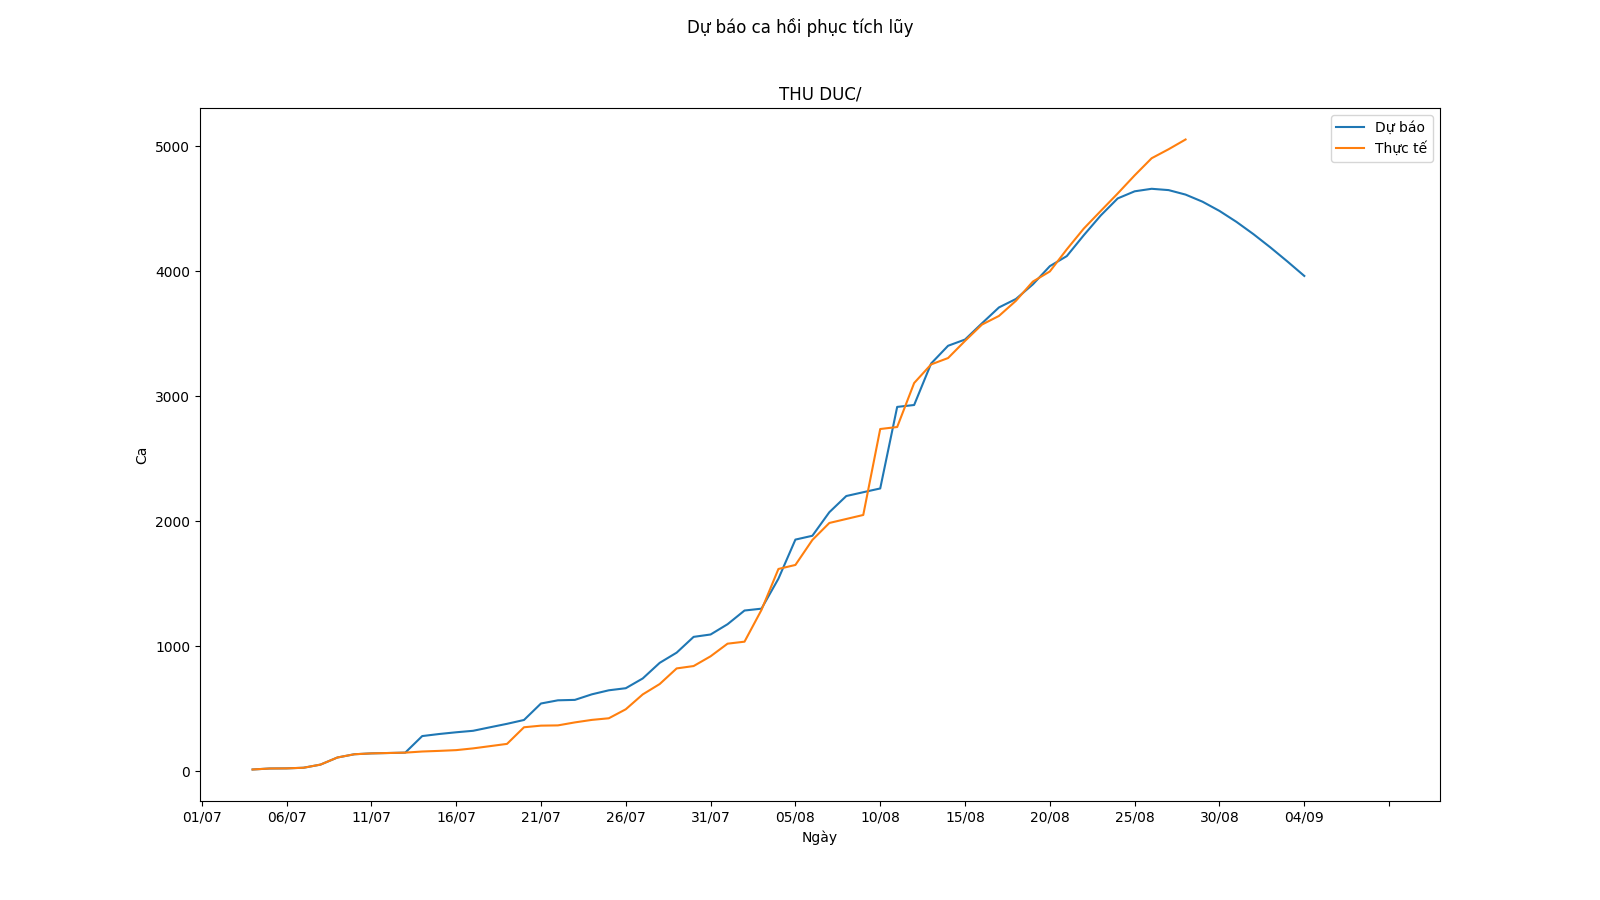 Dự báo ca hồi phục tích lũy
THU DUC/
Dự báo
Thực tế
5000
4000
3000
2000
1000
0
Ca
01/07 06/07 11/07 16/07 21/07 26/07 31/07 05/08 10/08 15/08 20/08 25/08 30/08 04/09
Ngày